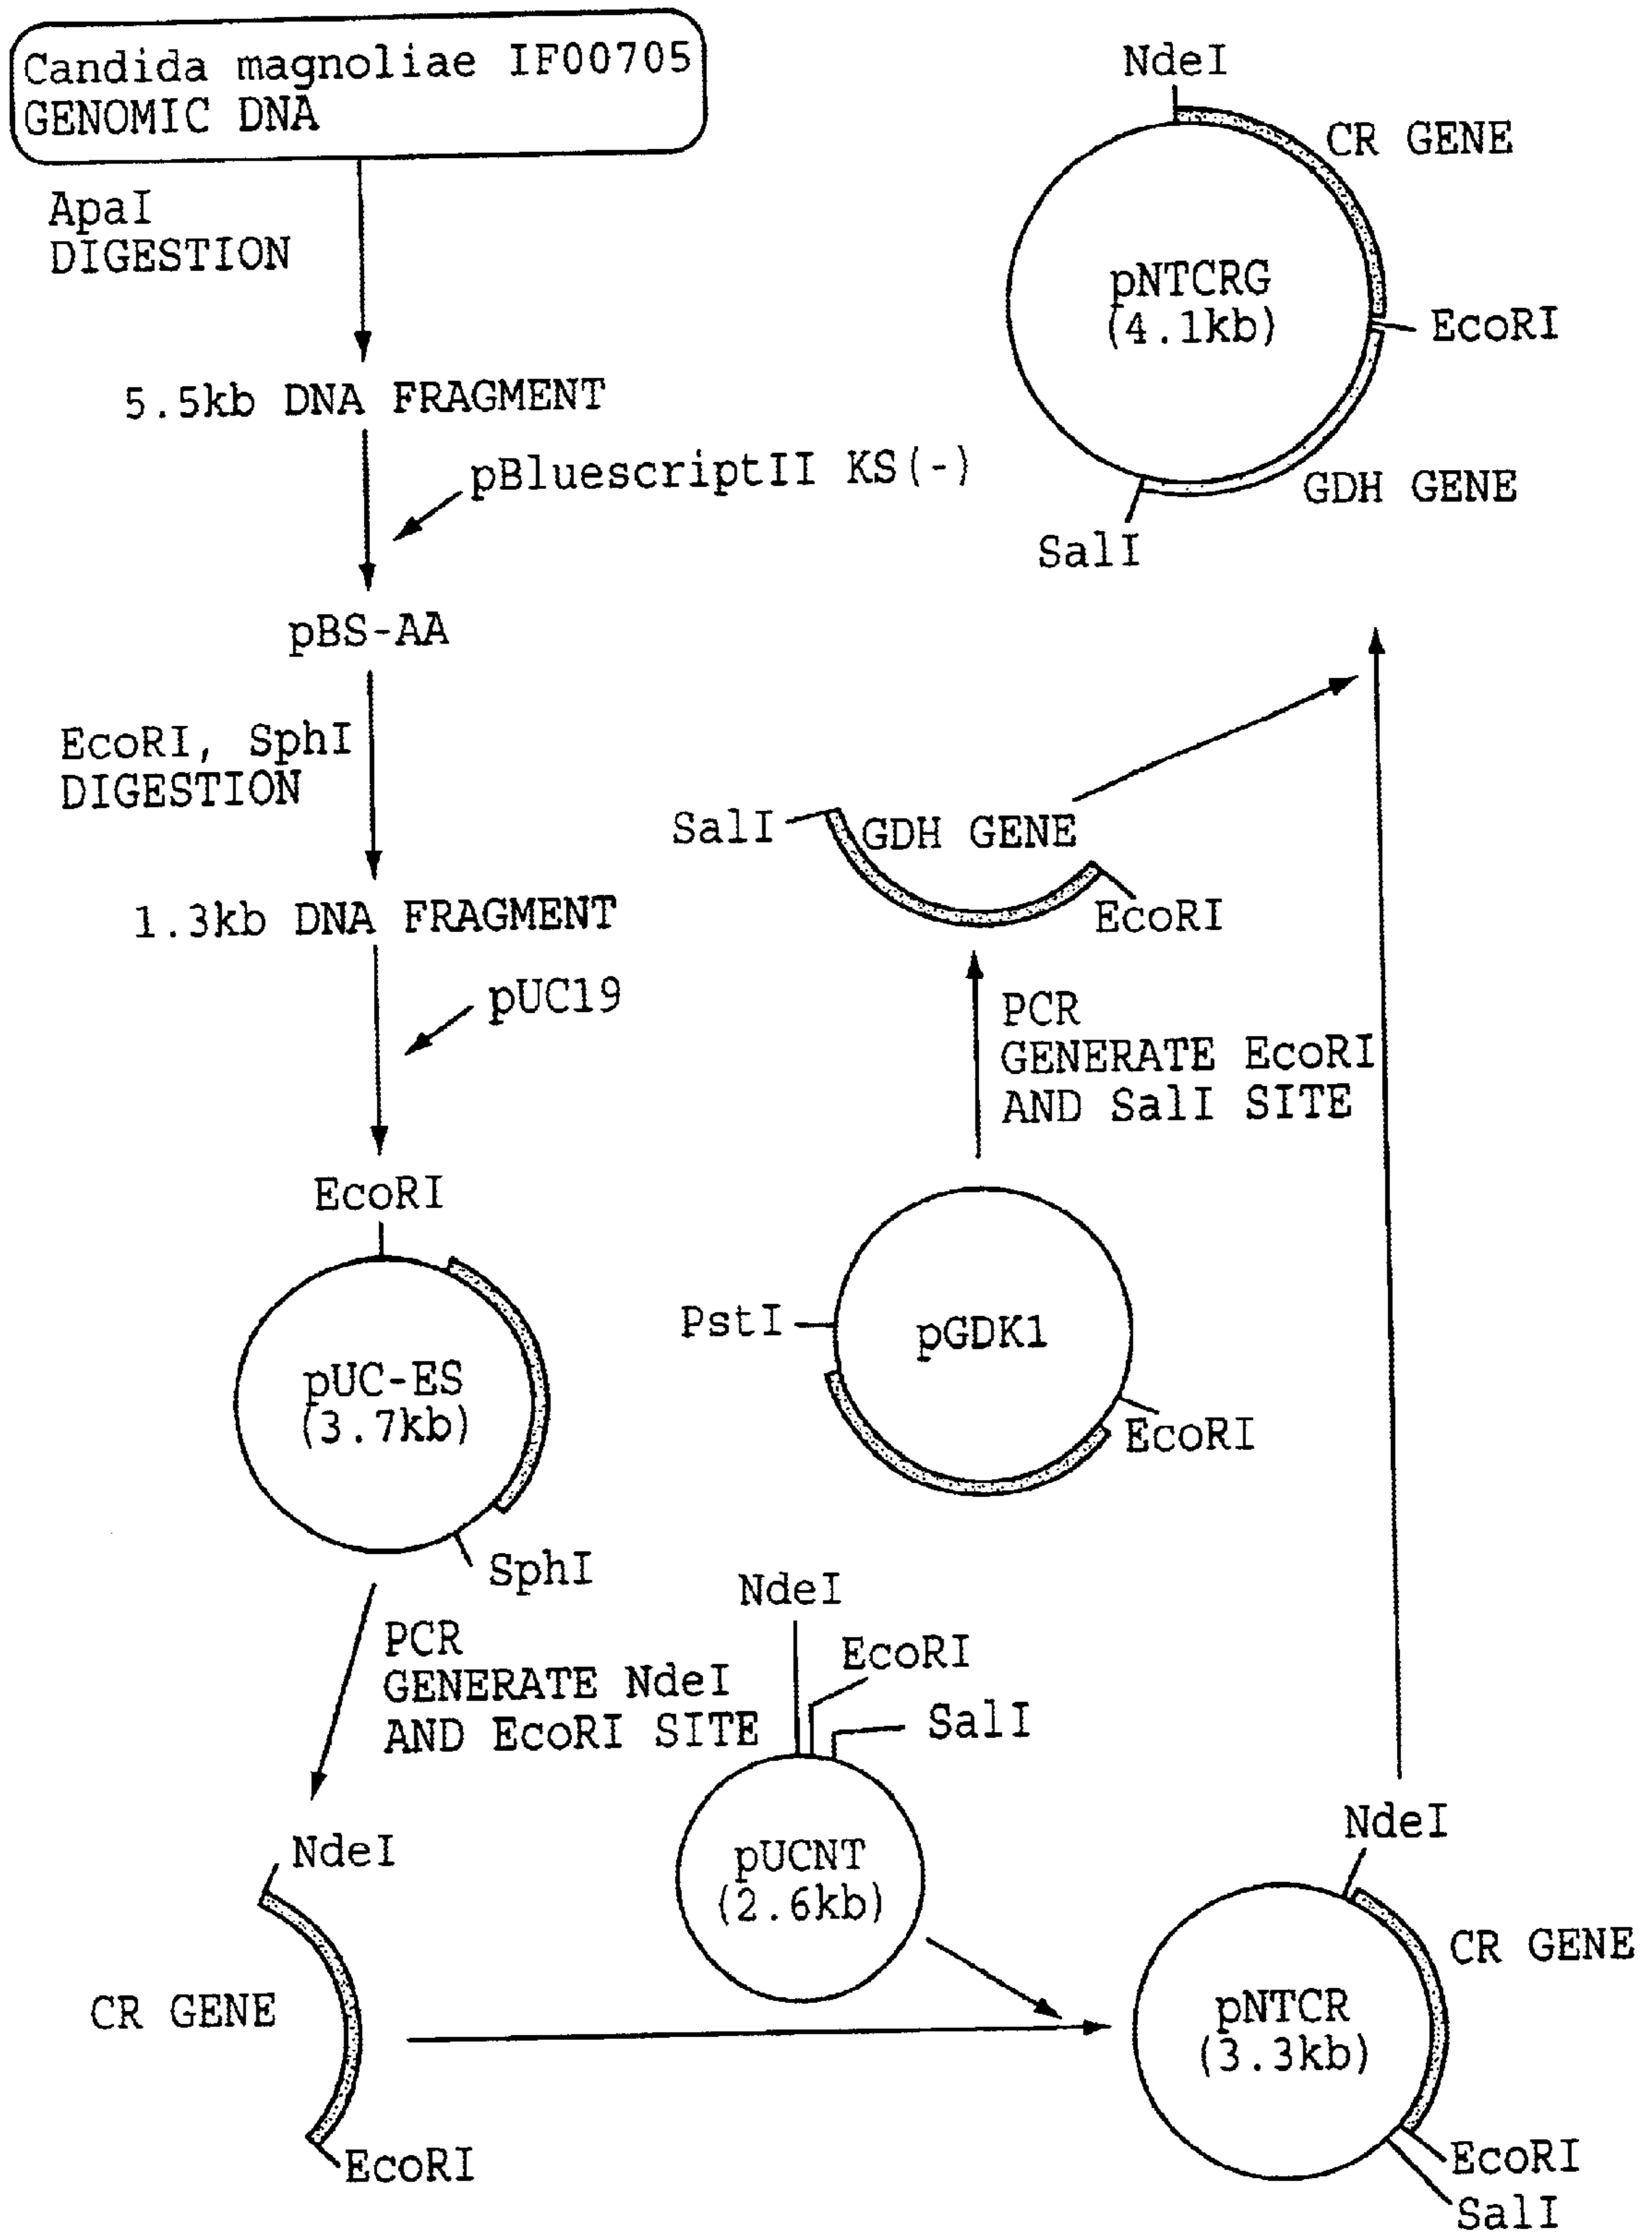 Candida magnoliae IF00705
GENOMIC DNA
ApaI
DIGESTION
5.5kb DNA FRAGMENT
pBluescriptII KS(-)
pBS-AA
EcoRI, SphI
DIGESTION
1.3kb DNA FRAGMENT
pUC19
EcoRI
pUC-ES
(3.7kb)
SphI
PCR
GENERATE NdeI
AND EcoRI SITE
NdeI
CR GENE
EcoRI
NdeI
EcoRI
SalI
pUCNT
(2.6kb)
NdeI
CR GENE
pNTCR
(3.3kb)
EcoRI
SalI
PstI
pGDK1
EcoRI
PCR
GENERATE EcoRI
AND SalI SITE
SalI
GDH GENE
EcoRI
NdeI
CR GENE
pNTCRG
(4.1kb)
EcoRI
GDH GENE
SalI